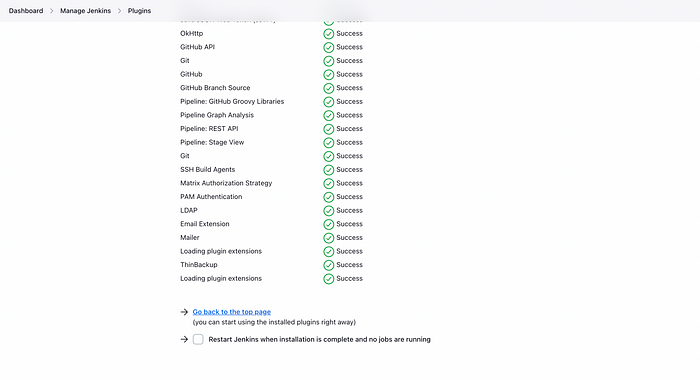 Dashboard > Manage Jenkins > Plugins
OkHttp Success
GitHub API Success
Git Success
GitHub Success
GitHub Branch Source Success
Pipeline: GitHub Groovy Libraries Success
Pipeline Graph Analysis Success
Pipeline: REST API Success
Pipeline: Stage View Success
Git Success
SSH Build Agents Success
Matrix Authorization Strategy Success
PAM Authentication Success
LDAP Success
Email Extension Success
Mailer Success
Loading plugin extensions Success
ThinBackup Success
Loading plugin extensions Success
→ Go back to the top page
(you can start using the installed plugins right away)
→ Restart Jenkins when installation is complete and no jobs are running